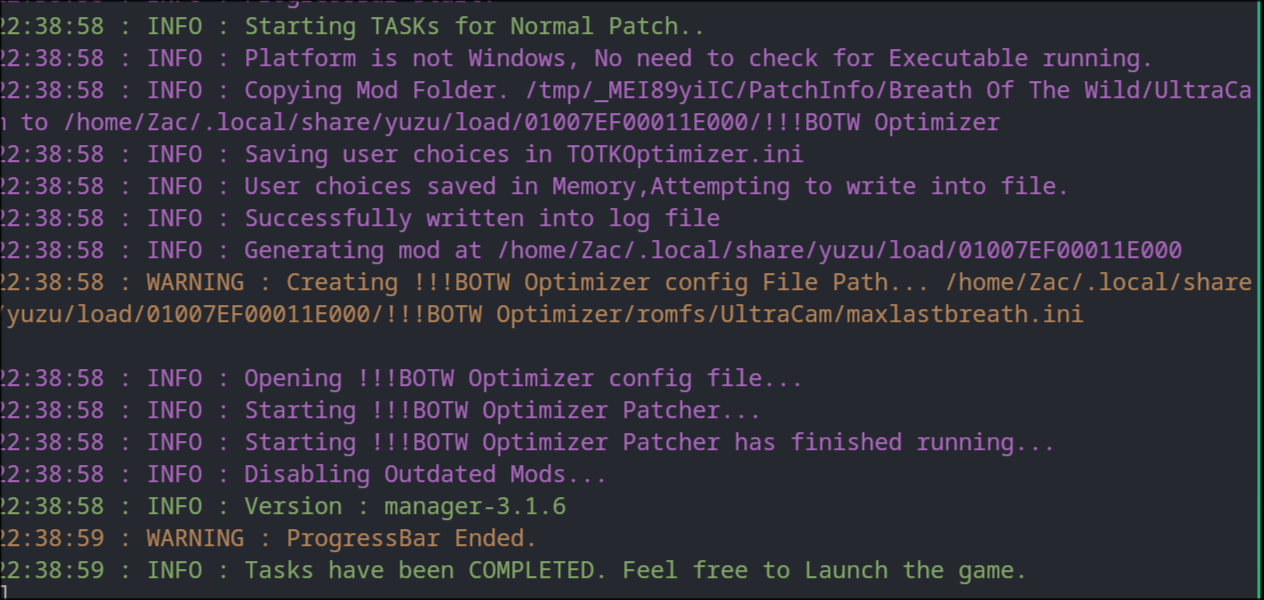 22:38:58 : INFO : Starting TASKs for Normal Patch..
22:38:58 : INFO : Platform is not Windows, No need to check for Executable running.
22:38:58 : INFO : Copying Mod Folder. /tmp/_MEI89yiIC/PatchInfo/Breath Of The Wild/UltraCa
m to /home/Zac/.local/share/yuzu/load/01007EF00011E000/!!!BOTW Optimizer
22:38:58 : INFO : Saving user choices in TOTKOptimizer.ini
22:38:58 : INFO : User choices saved in Memory,Attempting to write into file.
22:38:58 : INFO : Successfully written into log file
22:38:58 : INFO : Generating mod at /home/Zac/.local/share/yuzu/load/01007EF00011E000
22:38:58 : WARNING : Creating !!!BOTW Optimizer config File Path... /home/Zac/.local/share
/yuzu/load/01007EF00011E000/!!!BOTW Optimizer/romfs/UltraCam/maxlastbreath.ini
22:38:58 : INFO : Opening !!!BOTW Optimizer config file...
22:38:58 : INFO : Starting !!!BOTW Optimizer Patcher...
22:38:58 : INFO : Starting !!!BOTW Optimizer Patcher has finished running...
22:38:58 : INFO : Disabling Outdated Mods...
22:38:58 : INFO : Version : manager-3.1.6
22:38:59 : WARNING : ProgressBar Ended.
22:38:59 : INFO : Tasks have been COMPLETED. Feel free to Launch the game.